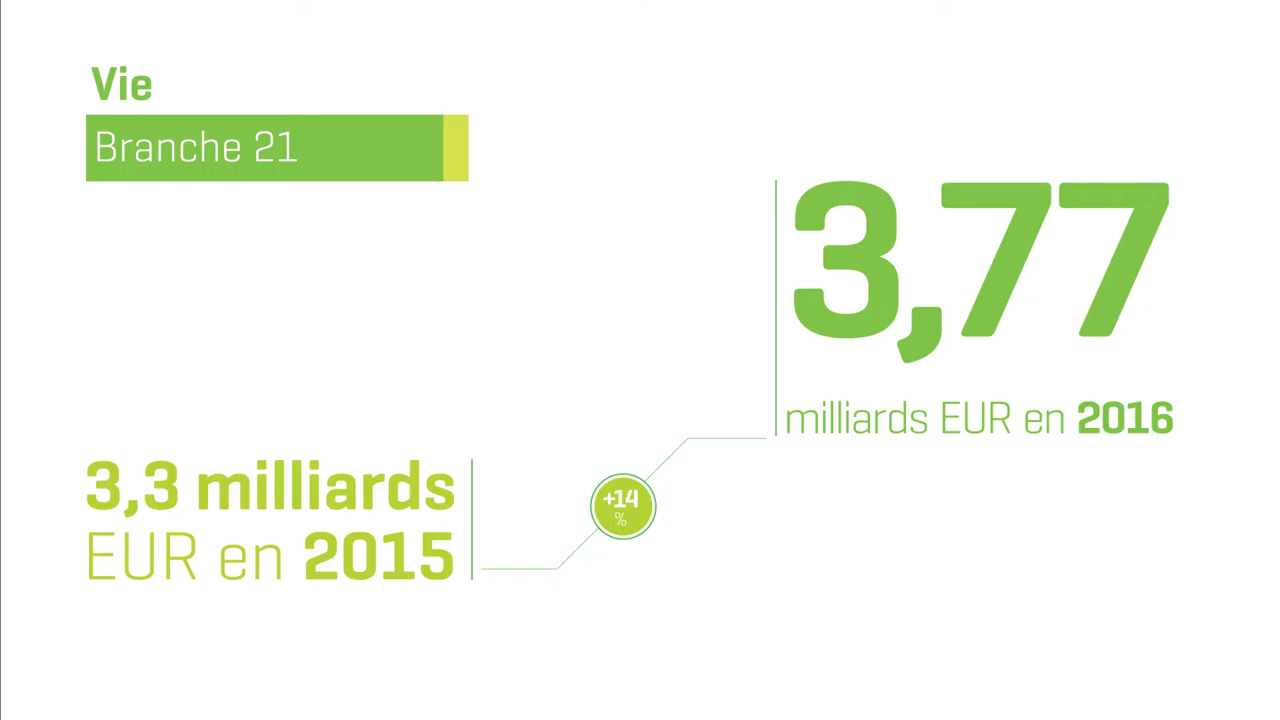 Vie
Branche 21
3,77
milliards EUR en 2016
3,3 milliards
EUR en 2015
+14
%